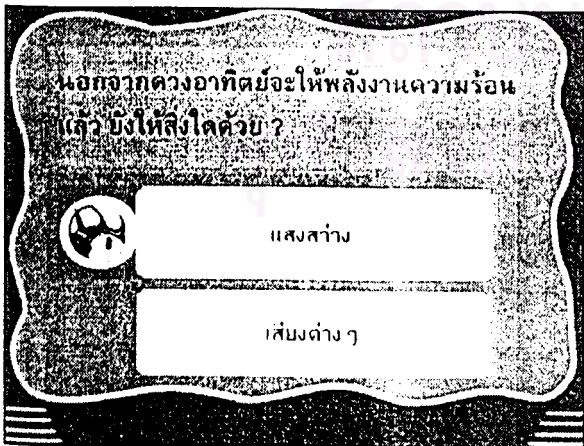 นอกจากดวงอาทิตย์จะให้พลังงานความร้อน
แล้ว ยังให้สิ่งใดด้วย ?
แสงสว่าง
เสียงต่าง ๆ